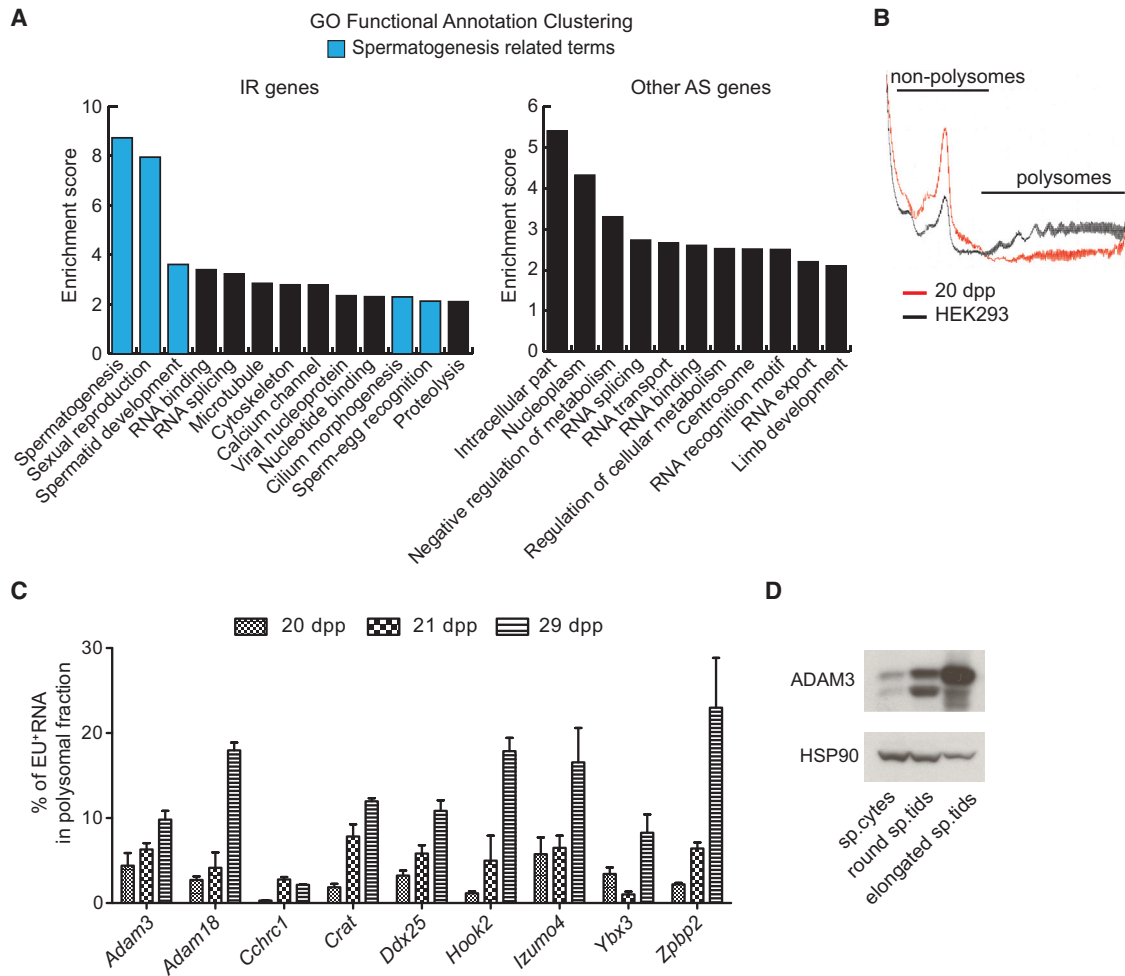 A
GO Functional Annotation Clustering
Spermatogenesis related terms
IR genes
Enrichment score
10
8
6
4
2
0
Spermatogenesis
Sexual reproduction
Spermatid development
RNA binding
RNA splicing
Microtubule
Cytoskeleton
Calcium channel
Viral nucleoprotein
Nucleotide binding
Cilium morphogenesis
Sperm-egg recognition
Proteolysis
Other AS genes
Enrichment score
6
5
4
3
2
1
0
Intracellular part
Nucleoplasm
Negative regulation of metabolism
RNA splicing
RNA transport
RNA binding
Regulation of cellular metabolism
Centrosome
RNA recognition motif
RNA export
Limb development
B
non-polysomes
polysomes
20 dpp
HEK293
C
20 dpp
21 dpp
29 dpp
% of EU⁺RNA
in polysomal fraction
30
20
10
0
Adam3
Adam18
Cchrc1
Crat
Ddx25
Hook2
Izumo4
Ybx3
Zpbp2
D
ADAM3
HSP90
sp.cytes
round sp.tids
elongated sp.tids